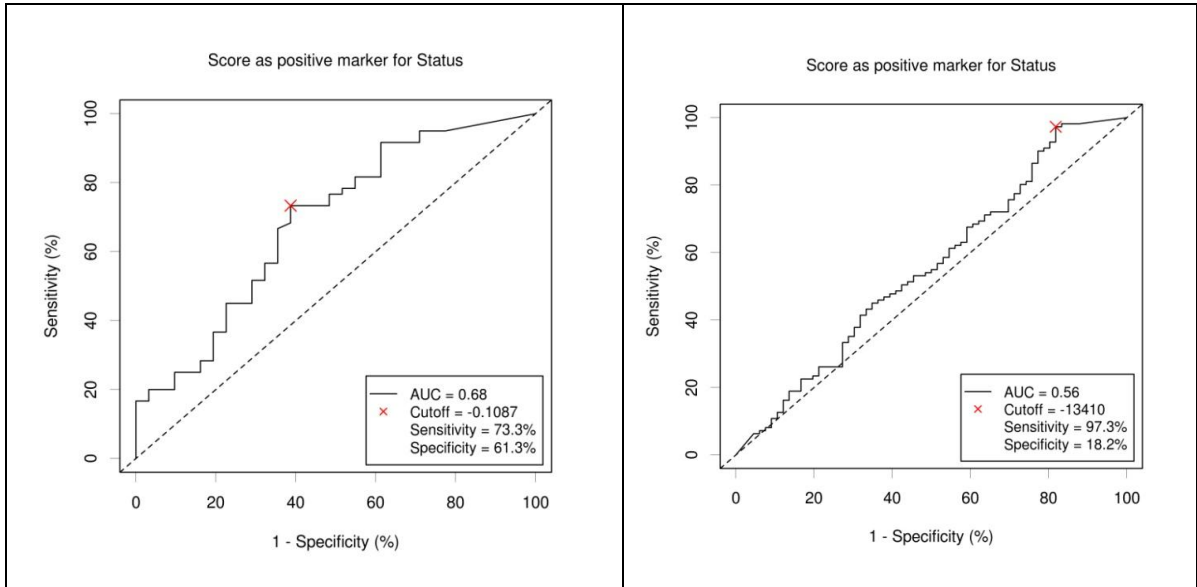 Score as positive marker for Status
Sensitivity (%)
100
80
60
40
20
0
AUC = 0.68
Cutoff = -0.1087
Sensitivity = 73.3%
Specificity = 61.3%
0 20 40 60 80 100
1 - Specificity (%)
Score as positive marker for Status
Sensitivity (%)
100
80
60
40
20
0
AUC = 0.56
Cutoff = -13410
Sensitivity = 97.3%
Specificity = 18.2%
0 20 40 60 80 100
1 - Specificity (%)